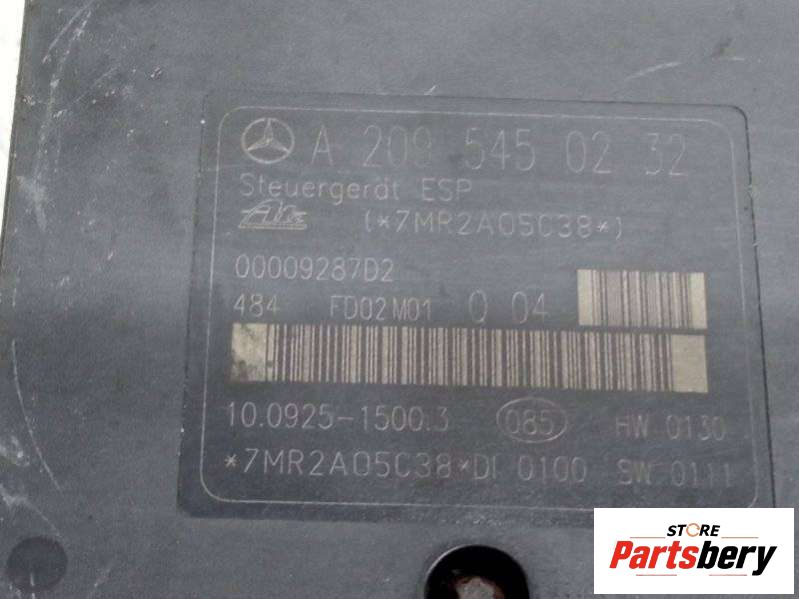 A 209 545 02 32
Steuergerät ESP
Ate (*7MR2A05C38*)
00009287D2
484 FD02M01 Q 04
10.0925-1500.3 085 HW 0130
*7MR2A05C38*DI 0100 SW 0111
STORE
Partsbery